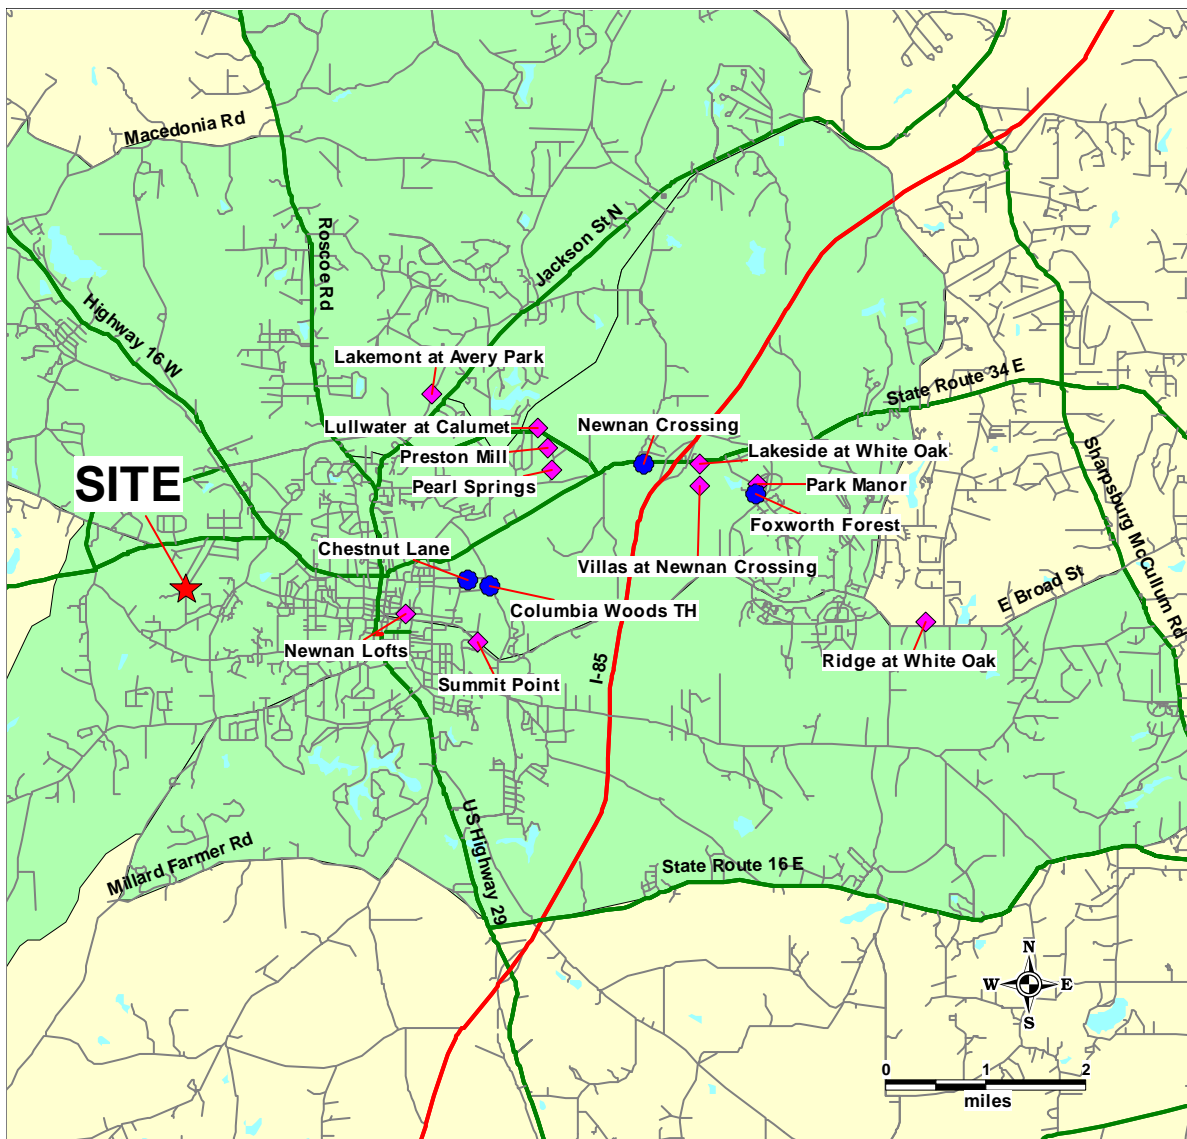 Macedonia Rd
Roscoe Rd
Jackson St N
Highway 16 W
Lakemont at Avery Park
State Route 34 E
Lullwater at Calumet
Newnan Crossing
Preston Mill
Lakeside at White Oak
SITE
Pearl Springs
Park Manor
Sharpsburg McCullum Rd
Foxworth Forest
Chestnut Lane
Villas at Newnan Crossing
E Broad St
Columbia Woods TH
Newnan Lofts
Ridge at White Oak
I-85
Summit Point
US Highway 29
Millard Farmer Rd
State Route 16 E
N
W E
S
0 1 2
miles